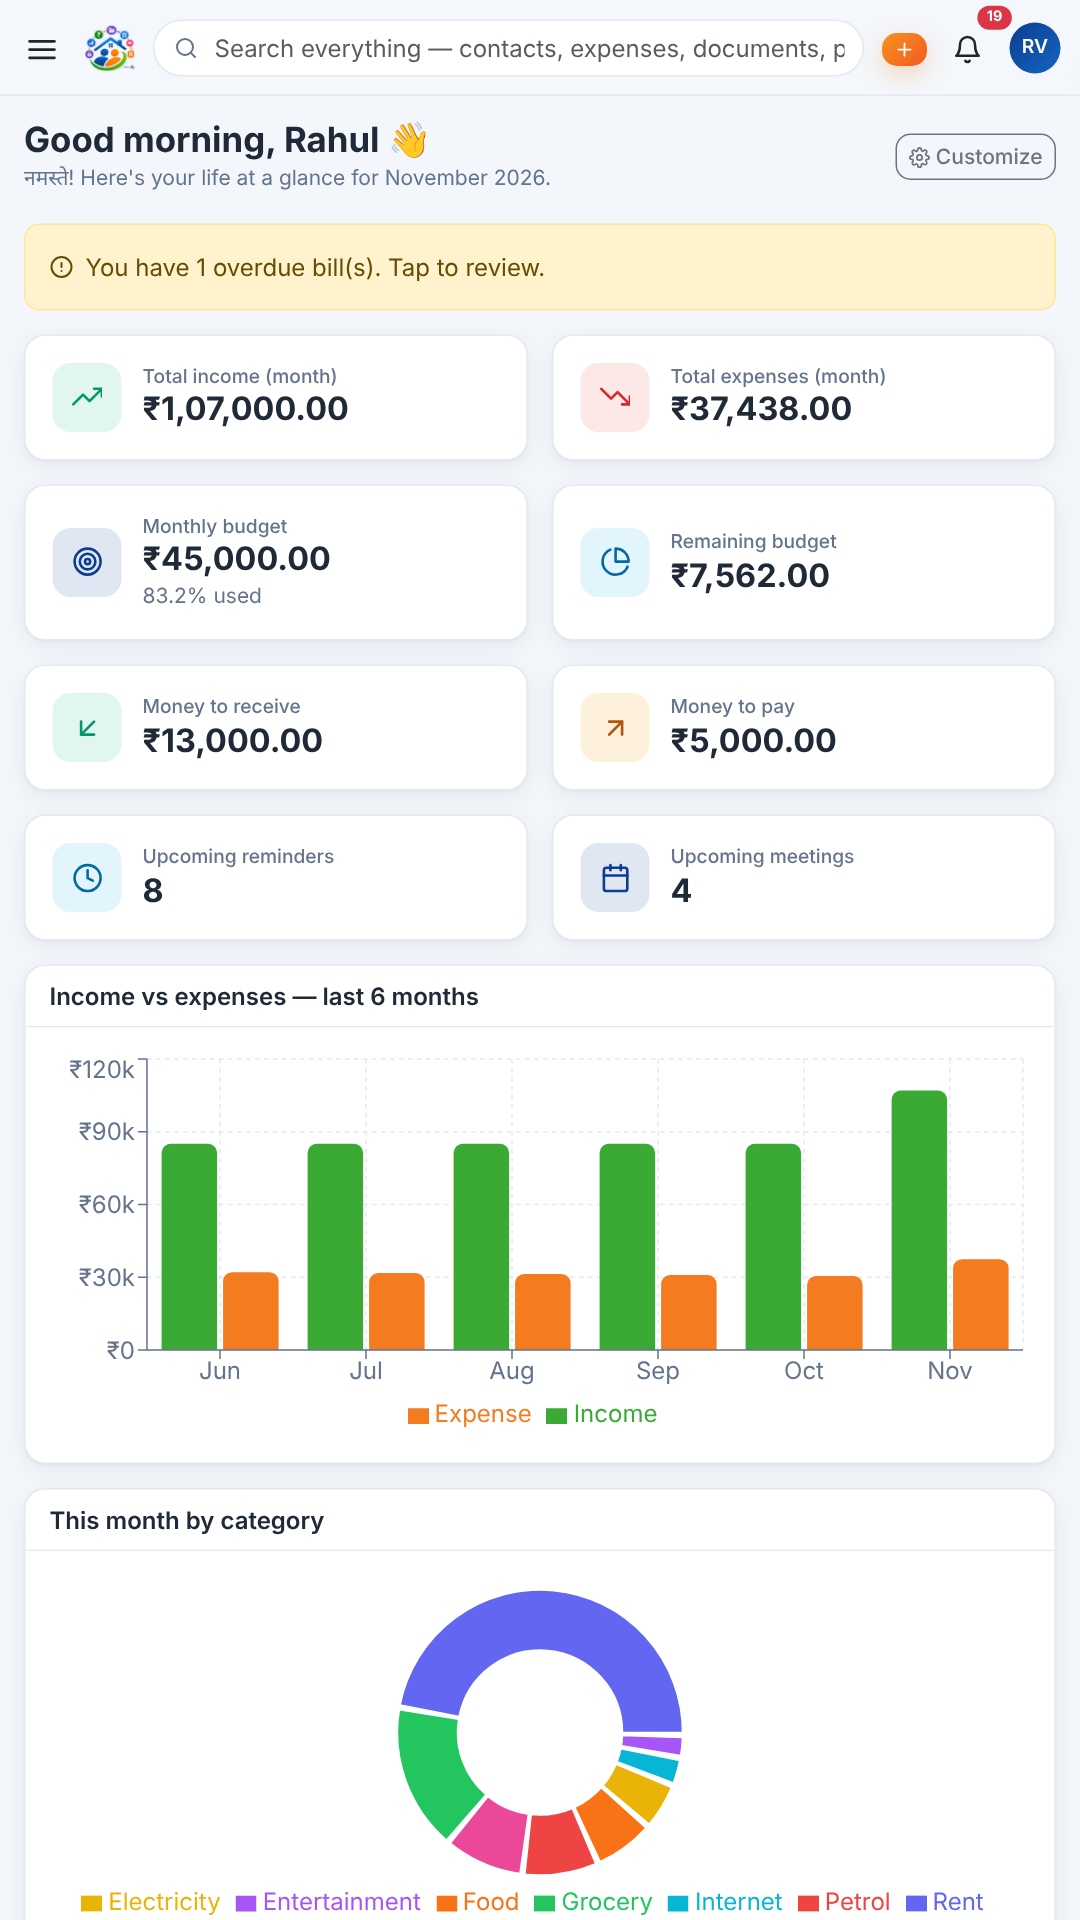 Search everything — contacts, expenses, documents, p
19
RV
Good morning, Rahul 👋
नमस्ते! Here's your life at a glance for November 2026.
Customize
You have 1 overdue bill(s). Tap to review.
Total income (month)
₹1,07,000.00
Total expenses (month)
₹37,438.00
Monthly budget
₹45,000.00
83.2% used
Remaining budget
₹7,562.00
Money to receive
₹13,000.00
Money to pay
₹5,000.00
Upcoming reminders
8
Upcoming meetings
4
Income vs expenses — last 6 months
₹120k
₹90k
₹60k
₹30k
₹0
Jun Jul Aug Sep Oct Nov
Expense Income
This month by category
Electricity Entertainment Food Grocery Internet Petrol Rent